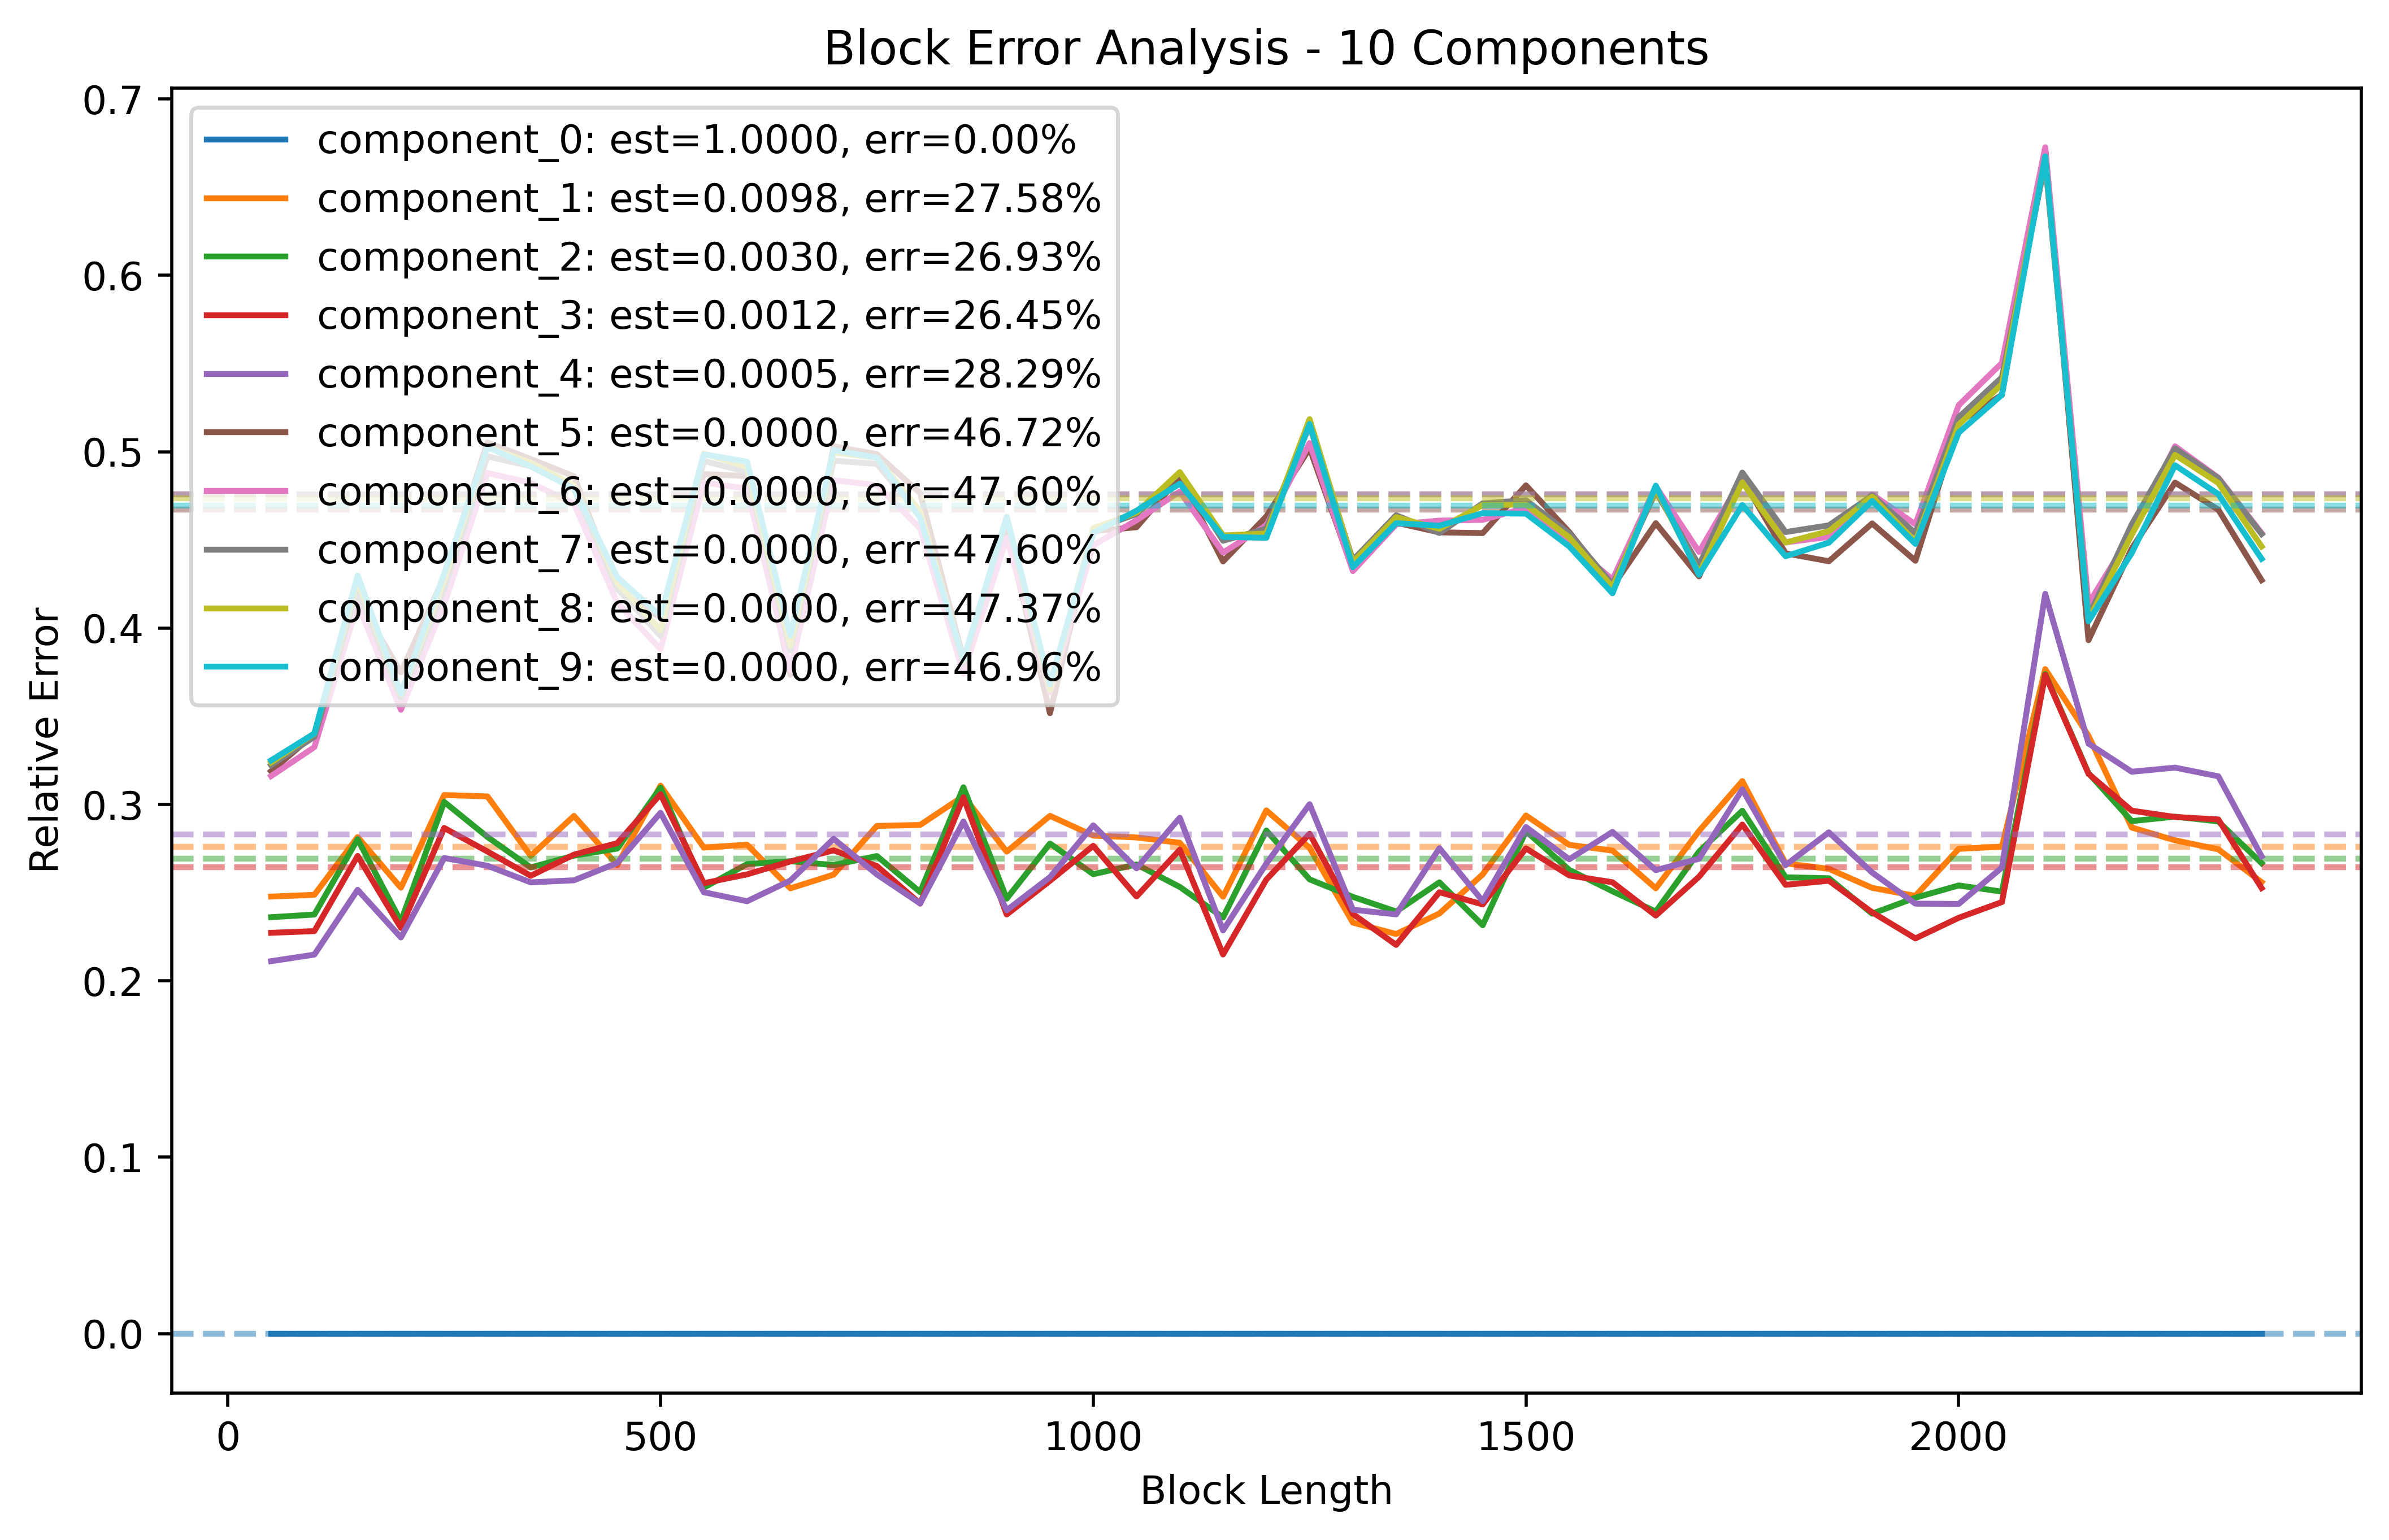 Block Error Analysis - 10 Components
0.7
0.6
0.5
0.4
0.3
0.2
0.1
0.0
Relative Error
component_0: est=1.0000, err=0.00%
component_1: est=0.0098, err=27.58%
component_2: est=0.0030, err=26.93%
component_3: est=0.0012, err=26.45%
component_4: est=0.0005, err=28.29%
component_5: est=0.0000, err=46.72%
component_6: est=0.0000, err=47.60%
component_7: est=0.0000, err=47.60%
component_8: est=0.0000, err=47.37%
component_9: est=0.0000, err=46.96%
0 500 1000 1500 2000
Block Length